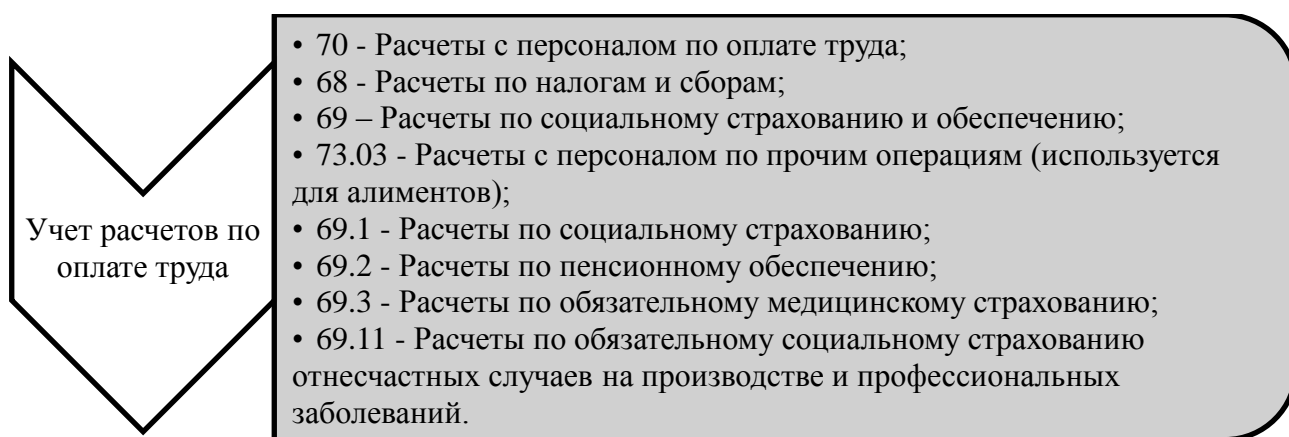 Учет расчетов по
оплате труда
• 70 - Расчеты с персоналом по оплате труда;
• 68 - Расчеты по налогам и сборам;
• 69 – Расчеты по социальному страхованию и обеспечению;
• 73.03 - Расчеты с персоналом по прочим операциям (используется
для алиментов);
• 69.1 - Расчеты по социальному страхованию;
• 69.2 - Расчеты по пенсионному обеспечению;
• 69.3 - Расчеты по обязательному медицинскому страхованию;
• 69.11 - Расчеты по обязательному социальному страхованию
отнесчастных случаев на производстве и профессиональных
заболеваний.